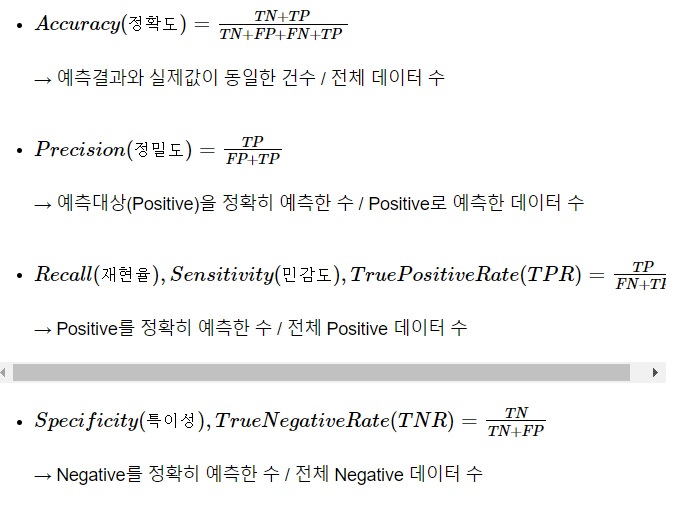 • Accuracy(정확도) = \frac{TN+TP}{TN+FP+FN+TP}
→ 예측결과와 실제값이 동일한 건수 / 전체 데이터 수
• Precision(정밀도) = \frac{TP}{FP+TP}
→ 예측대상(Positive)을 정확히 예측한 수 / Positive로 예측한 데이터 수
• Recall(재현율), Sensitivity(민감도), TruePositiveRate(TPR) = \frac{TP}{FN+TP}
→ Positive를 정확히 예측한 수 / 전체 Positive 데이터 수
• Specificity(특이성), TrueNegativeRate(TNR) = \frac{TN}{TN+FP}
→ Negative를 정확히 예측한 수 / 전체 Negative 데이터 수